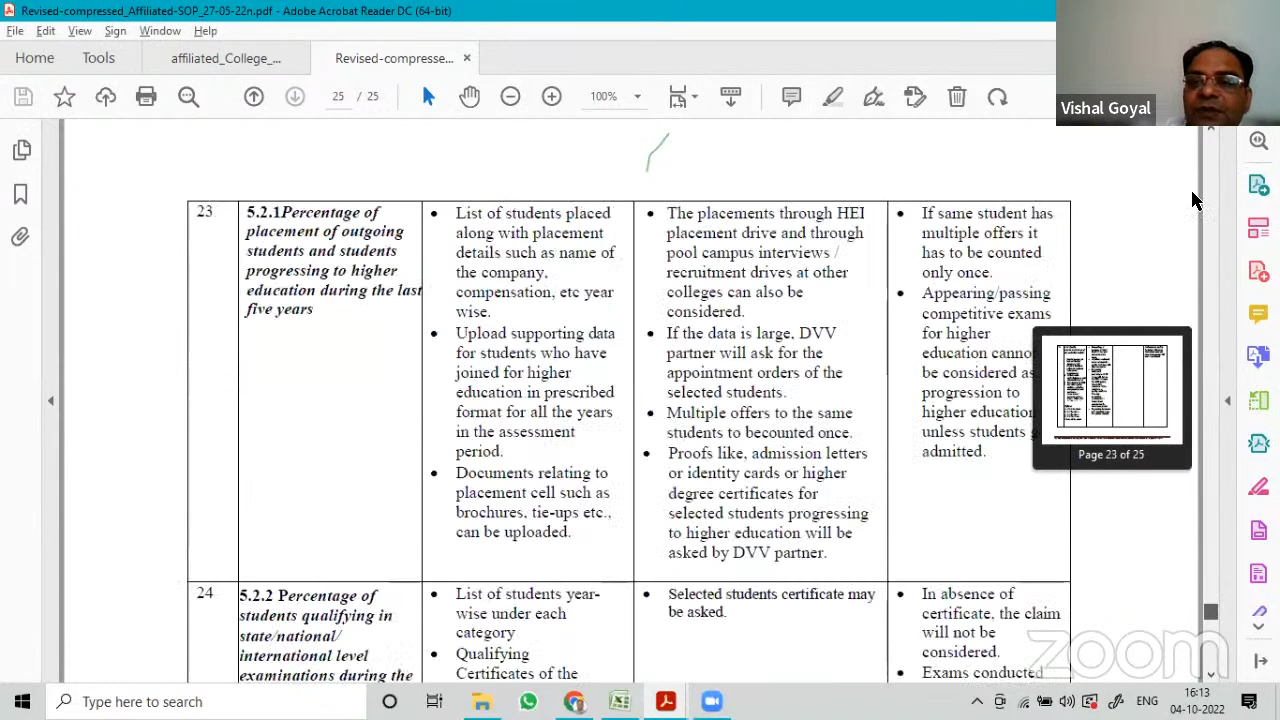 Revised-compressed_Affiliated-SOP_27-05-22n.pdf - Adobe Acrobat Reader DC (64-bit)
File Edit View Sign Window Help
Home Tools affiliated_College_... Revised-compresse... ×
25 / 25 100%
Vishal Goyal
23
5.2.1Percentage of
placement of outgoing
students and students
progressing to higher
education during the last
five years
• List of students placed
along with placement
details such as name of
the company,
compensation, etc year
wise.
• Upload supporting data
for students who have
joined for higher
education in prescribed
format for all the years
in the assessment
period.
• Documents relating to
placement cell such as
brochures, tie-ups etc.,
can be uploaded.
• The placements through HEI
placement drive and through
pool campus interviews /
recruitment drives at other
colleges can also be
considered.
• If the data is large, DVV
partner will ask for the
appointment orders of the
selected students.
• Multiple offers to the same
students to becounted once.
• Proofs like, admission letters
or identity cards or higher
degree certificates for
selected students progressing
to higher education will be
asked by DVV partner.
• If same student has
multiple offers it
has to be counted
only once.
• Appearing/passing
competitive exams
for higher
education canno
be considered as
progression to
higher education
unless students
admitted.
Page 23 of 25
24
5.2.2 Percentage of
students qualifying in
state/national/
international level
examinations during the
• List of students year-
wise under each
category
• Qualifying
Certificates of the
• Selected students certificate may
be asked.
• In absence of
certificate, the claim
will not be
considered.
• Exams conducted
zoom
Type here to search
ENG
16:13
04-10-2022